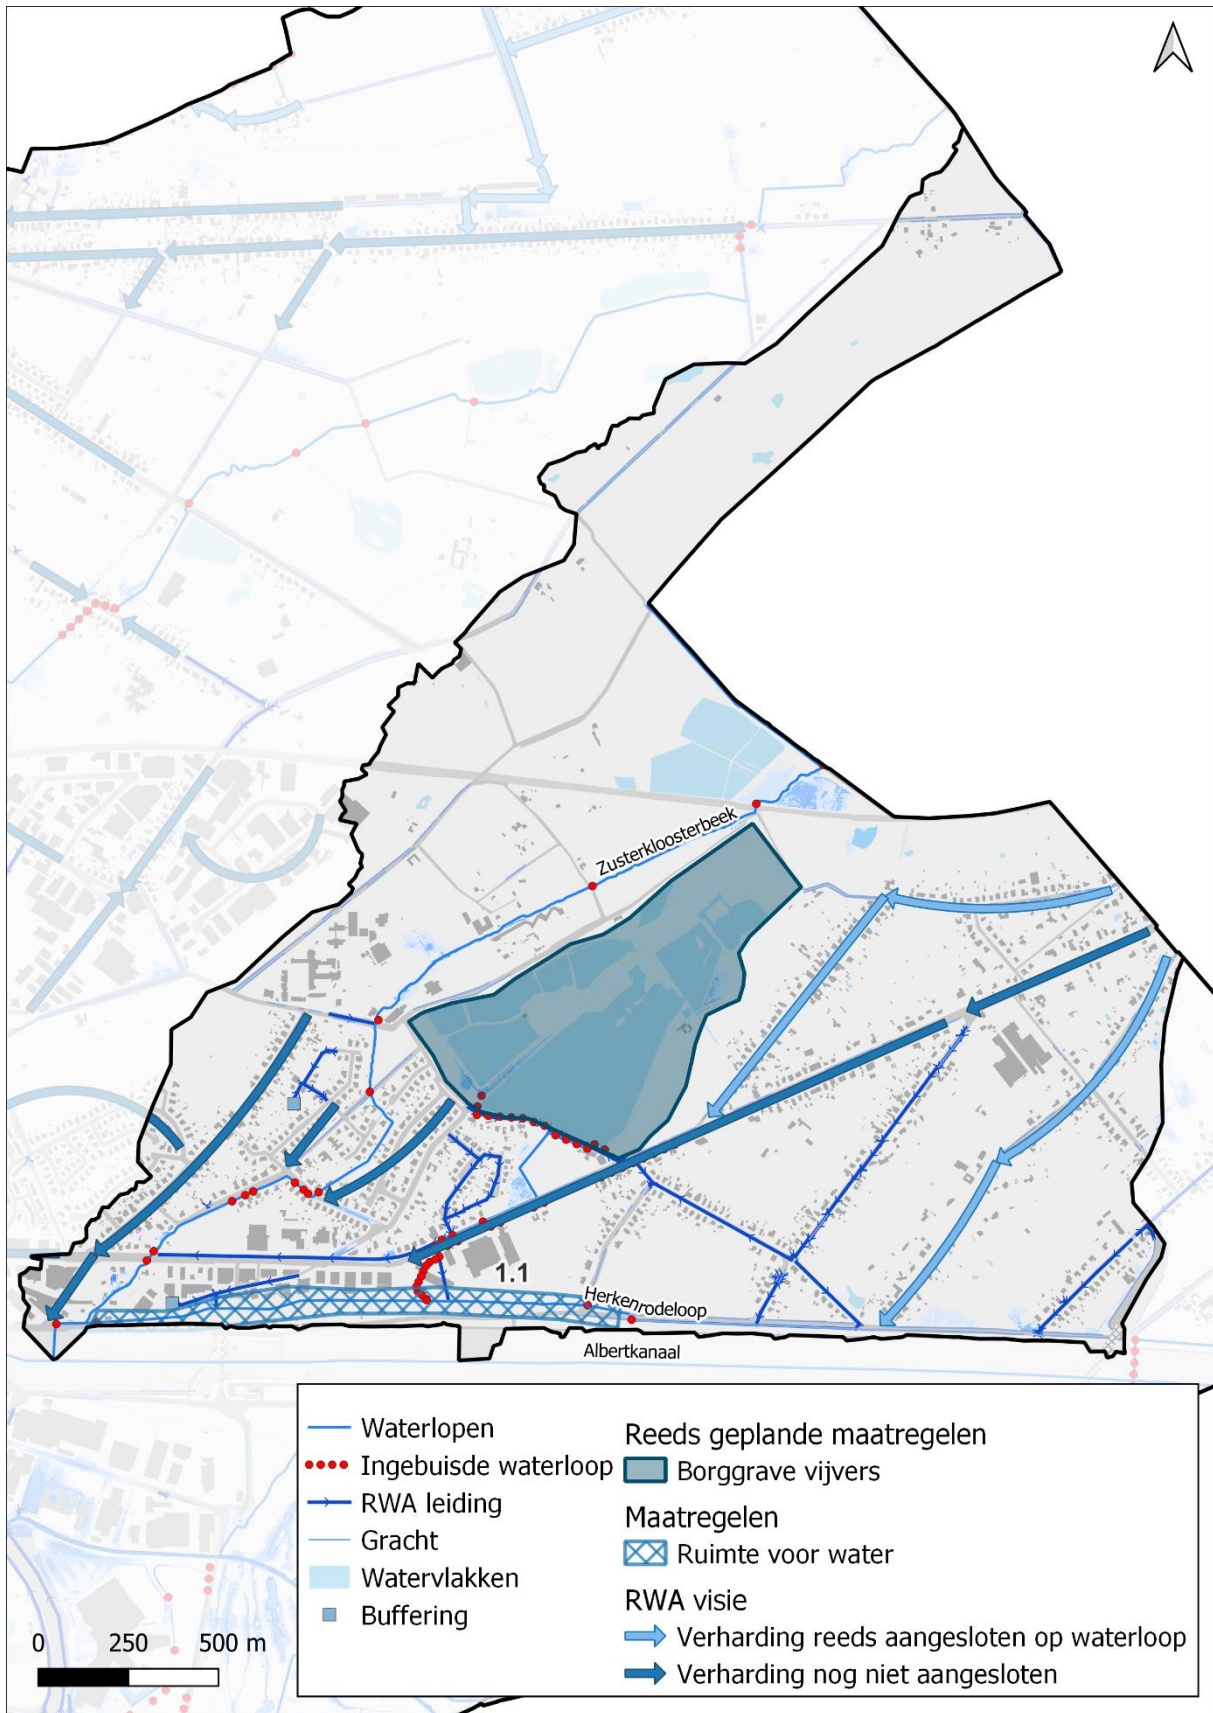 Zusterkloosterbeek
1.1
Herkenrodeloop
Albertkanaal
Waterlopen
Ingebuisde waterloop
RWA leiding
Gracht
Watervlakken
Buffering
Reeds geplande maatregelen
Borggrave vijvers
Maatregelen
Ruimte voor water
RWA visie
Verharding reeds aangesloten op waterloop
Verharding nog niet aangesloten
0 250 500 m